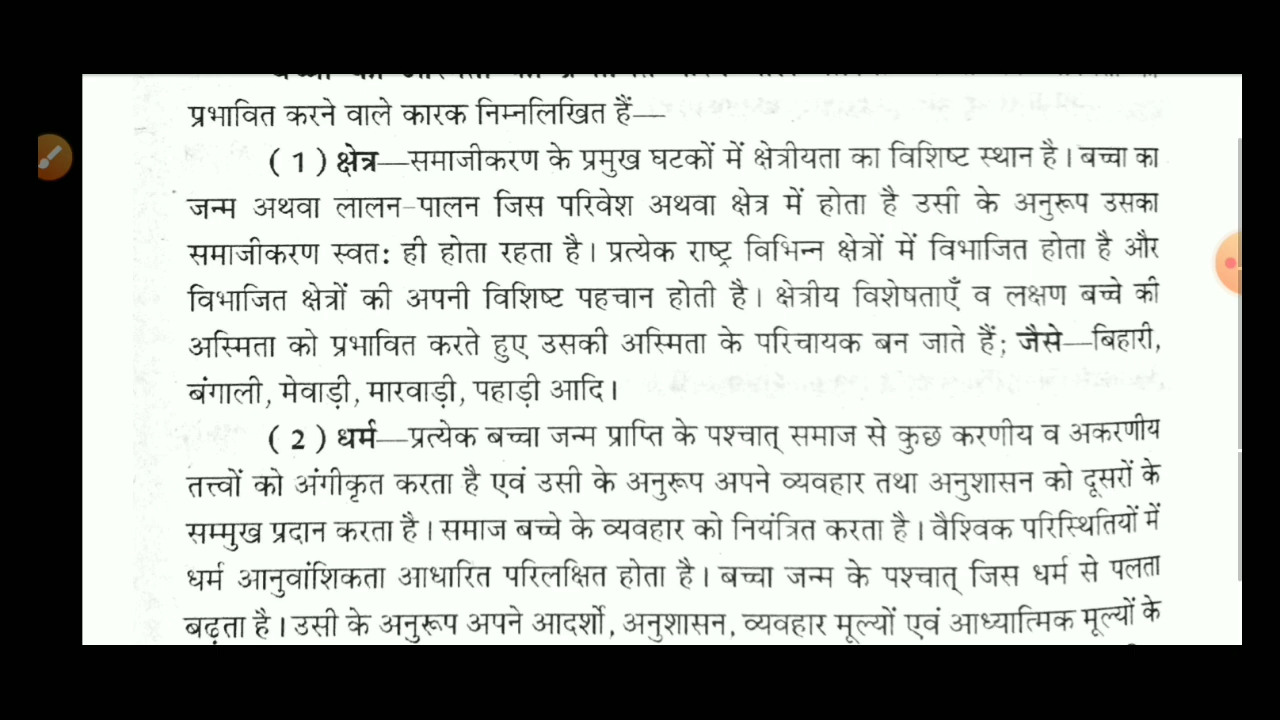 प्रभावित करने वाले कारक निम्नलिखित हैं—
( 1 ) क्षेत्र—समाजीकरण के प्रमुख घटकों में क्षेत्रीयता का विशिष्ट स्थान है। बच्चा का
जन्म अथवा लालन-पालन जिस परिवेश अथवा क्षेत्र में होता है उसी के अनुरूप उसका
समाजीकरण स्वतः ही होता रहता है। प्रत्येक राष्ट्र विभिन्न क्षेत्रों में विभाजित होता है और
विभाजित क्षेत्रों की अपनी विशिष्ट पहचान होती है। क्षेत्रीय विशेषताएँ व लक्षण बच्चे की
अस्मिता को प्रभावित करते हुए उसकी अस्मिता के परिचायक बन जाते हैं; जैसे—बिहारी,
बंगाली, मेवाड़ी, मारवाड़ी, पहाड़ी आदि।
( 2 ) धर्म—प्रत्येक बच्चा जन्म प्राप्ति के पश्चात् समाज से कुछ करणीय व अकरणीय
तत्त्वों को अंगीकृत करता है एवं उसी के अनुरूप अपने व्यवहार तथा अनुशासन को दूसरों के
सम्मुख प्रदान करता है। समाज बच्चे के व्यवहार को नियंत्रित करता है। वैश्विक परिस्थितियों में
धर्म आनुवांशिकता आधारित परिलक्षित होता है। बच्चा जन्म के पश्चात् जिस धर्म से पलता
बढ़ता है। उसी के अनुरूप अपने आदर्शो, अनुशासन, व्यवहार मूल्यों एवं आध्यात्मिक मूल्यों के